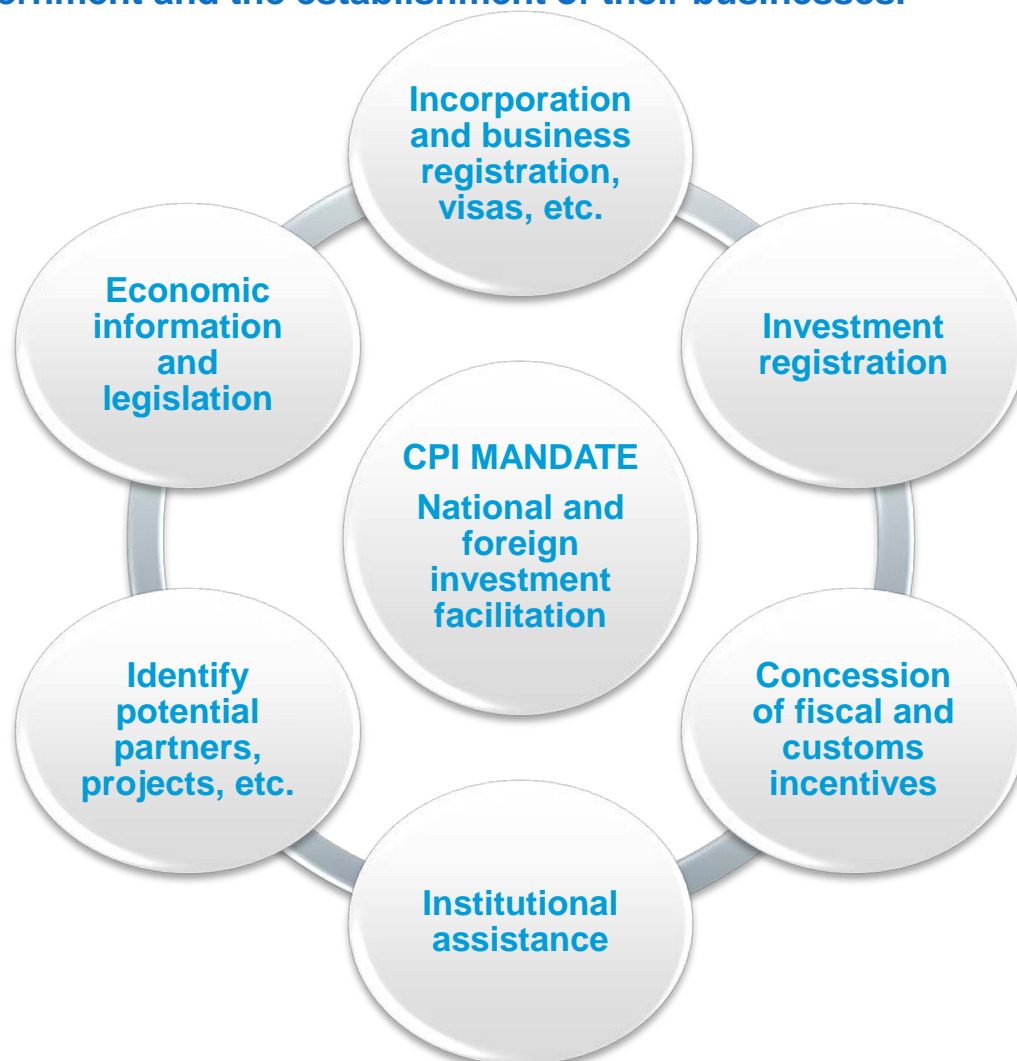 ernment and the establishment of their businesses.
Incorporation
and business
registration,
visas, etc.
Economic
information
and
legislation
Investment
registration
CPI MANDATE
National and
foreign
investment
facilitation
Identify
potential
partners,
projects, etc.
Concession
of fiscal and
customs
incentives
Institutional
assistance